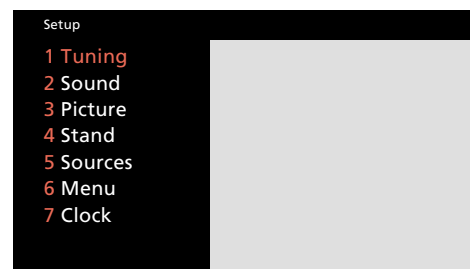 Setup
1 Tuning
2 Sound
3 Picture
4 Stand
5 Sources
6 Menu
7 Clock